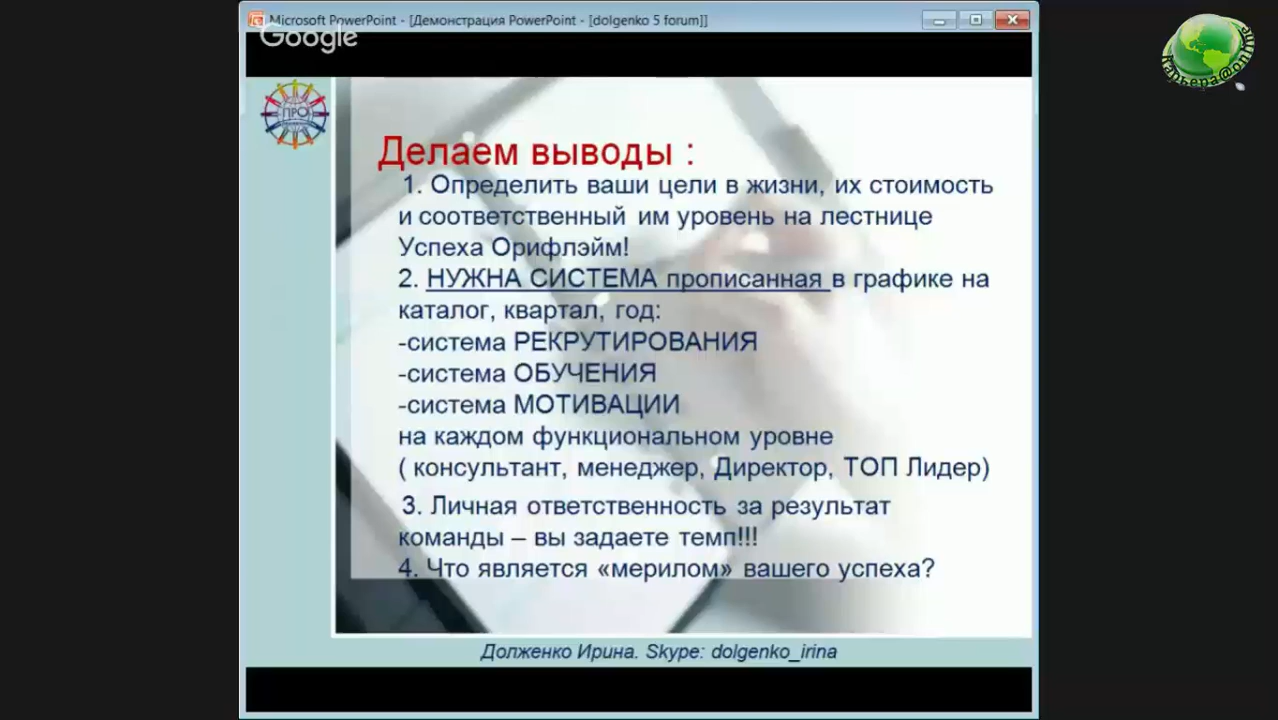 Microsoft PowerPoint - [Демонстрация PowerPoint - [dolgenko 5 forum]]
Google
Карьера@online
ПРО
Делаем выводы :
1. Определить ваши цели в жизни, их стоимость
и соответственный им уровень на лестнице
Успеха Орифлэйм!
2. НУЖНА СИСТЕМА прописанная в графике на
каталог, квартал, год:
-система РЕКРУТИРОВАНИЯ
-система ОБУЧЕНИЯ
-система МОТИВАЦИИ
на каждом функциональном уровне
( консультант, менеджер, Директор, ТОП Лидер)
3. Личная ответственность за результат
команды – вы задаете темп!!!
4. Что является «мерилом» вашего успеха?
Долженко Ирина. Skype: dolgenko_irina